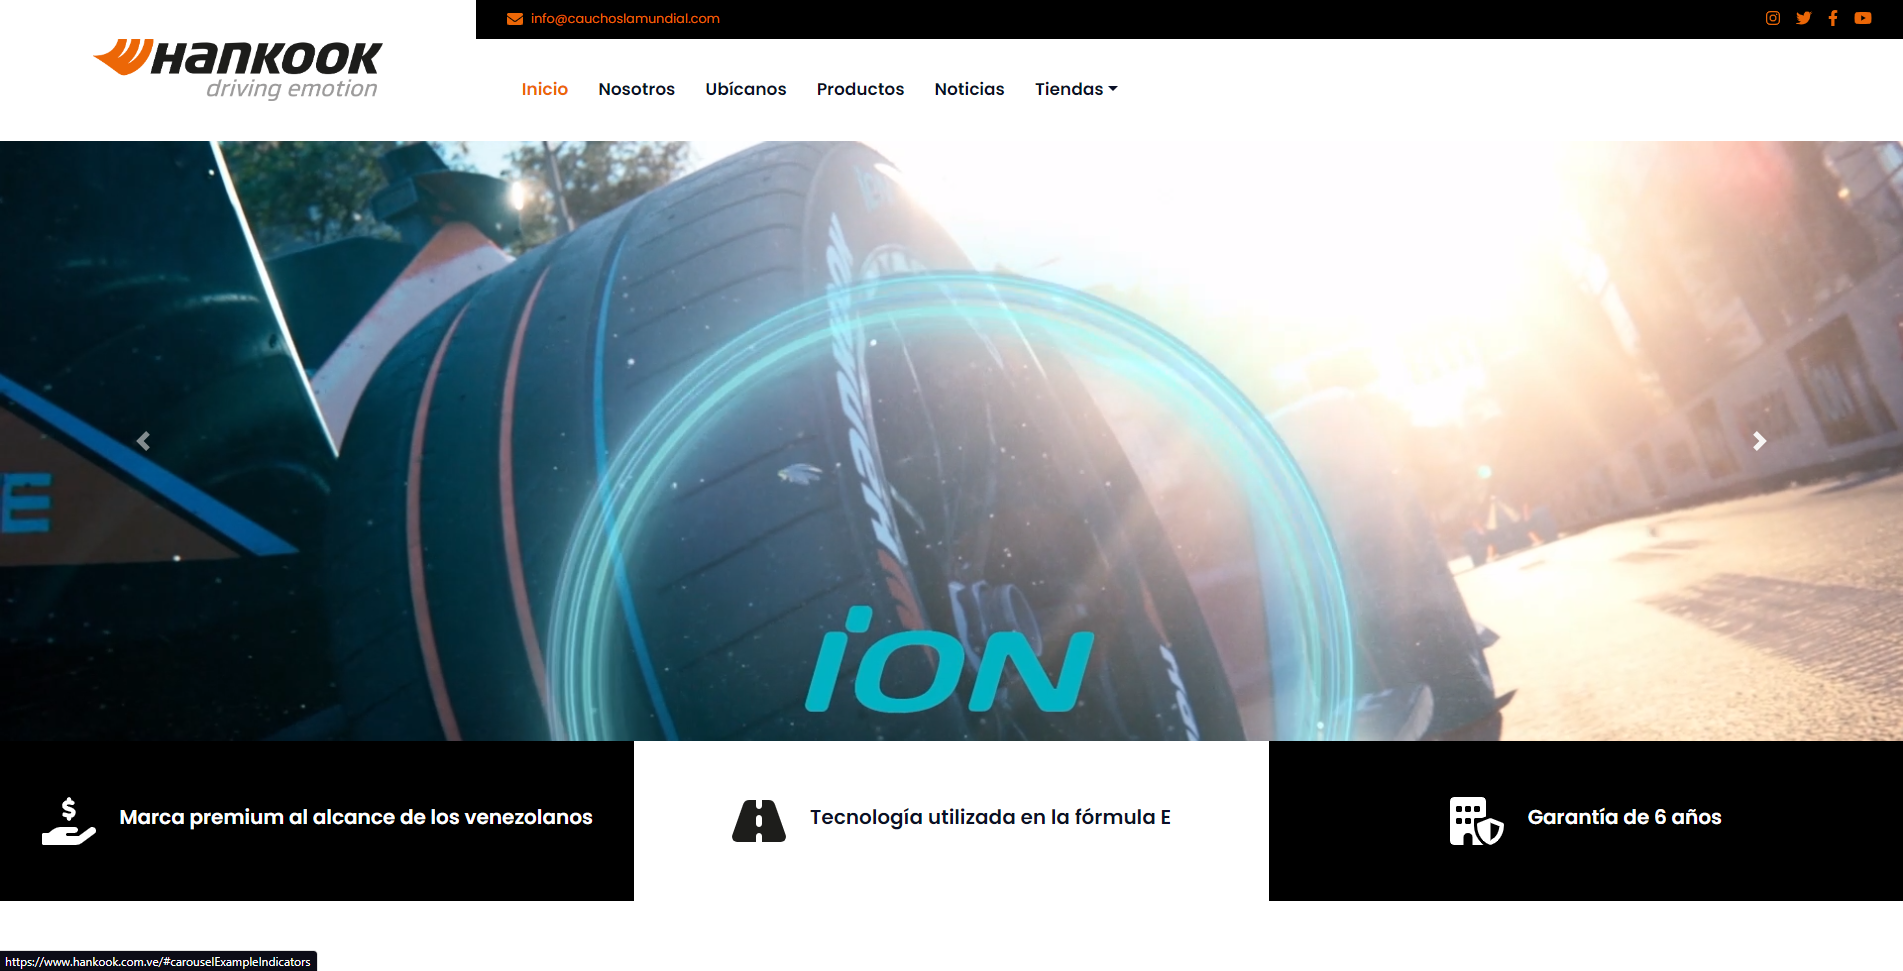 info@cauchoslamundial.com
HANKOOK
driving emotion
Inicio Nosotros Ubícanos Productos Noticias Tiendas
Hankook
E
iON
Marca premium al alcance de los venezolanos
Tecnología utilizada en la fórmula E
Garantía de 6 años
https://www.hankook.com.ve/#carouselExampleIndicators